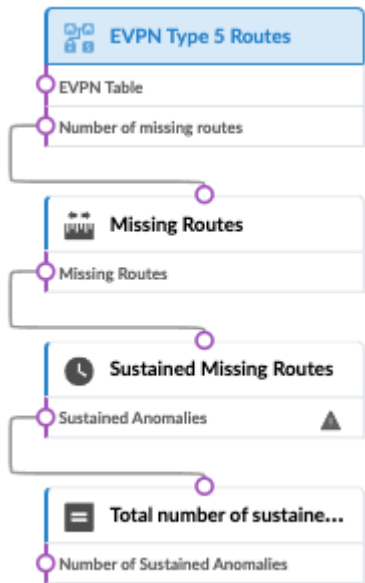 EVPN Type 5 Routes
EVPN Table
Number of missing routes
Missing Routes
Missing Routes
Sustained Missing Routes
Sustained Anomalies
Total number of sustaine...
Number of Sustained Anomalies